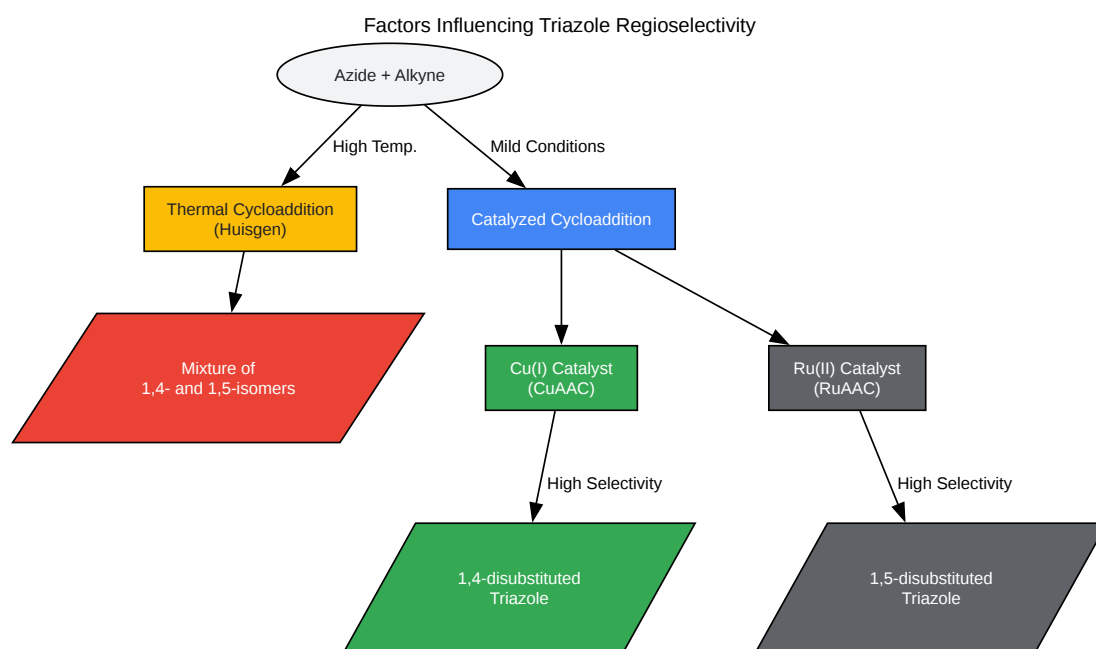 Factors Influencing Triazole Regioselectivity
Azide + Alkyne
High Temp.
Mild Conditions
Thermal Cycloaddition
(Huisgen)
Catalyzed Cycloaddition
Mixture of
1,4- and 1,5-isomers
Cu(I) Catalyst
(CuAAC)
Ru(II) Catalyst
(RuAAC)
High Selectivity
High Selectivity
1,4-disubstituted
Triazole
1,5-disubstituted
Triazole